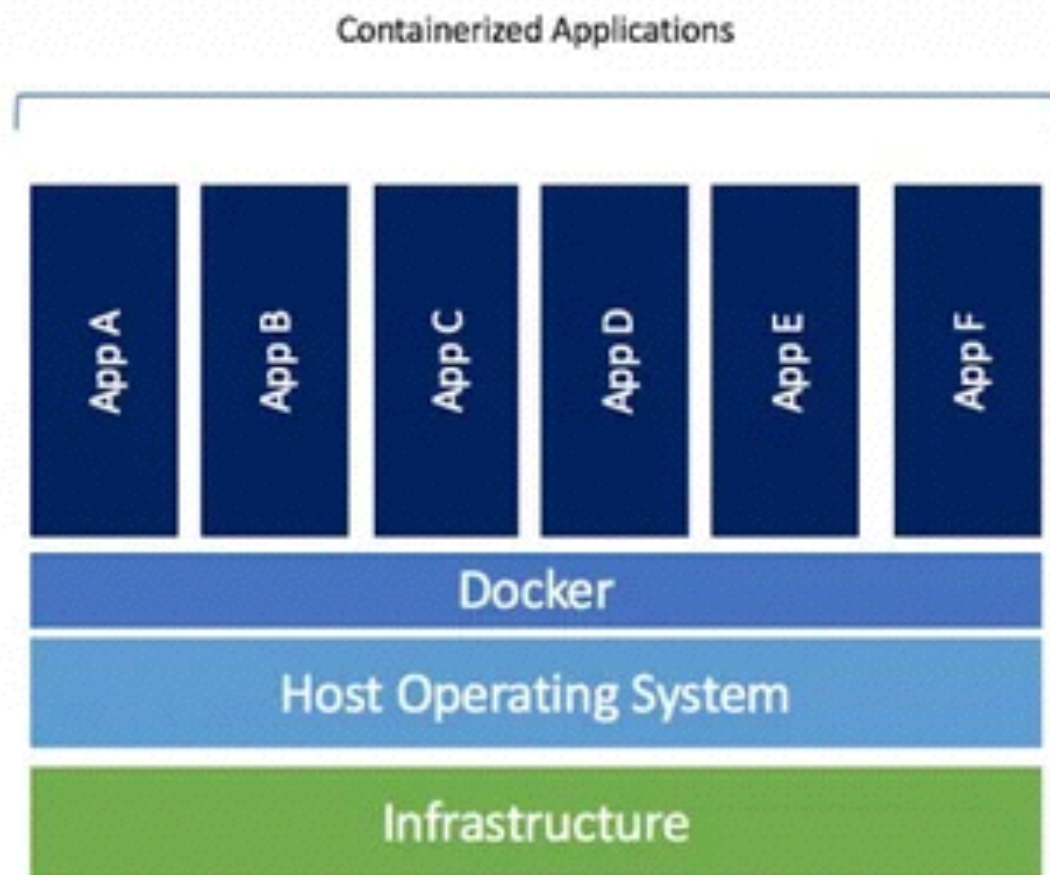 Containerized Applications
App A
App B
App C
App D
App E
App F
Docker
Host Operating System
Infrastructure